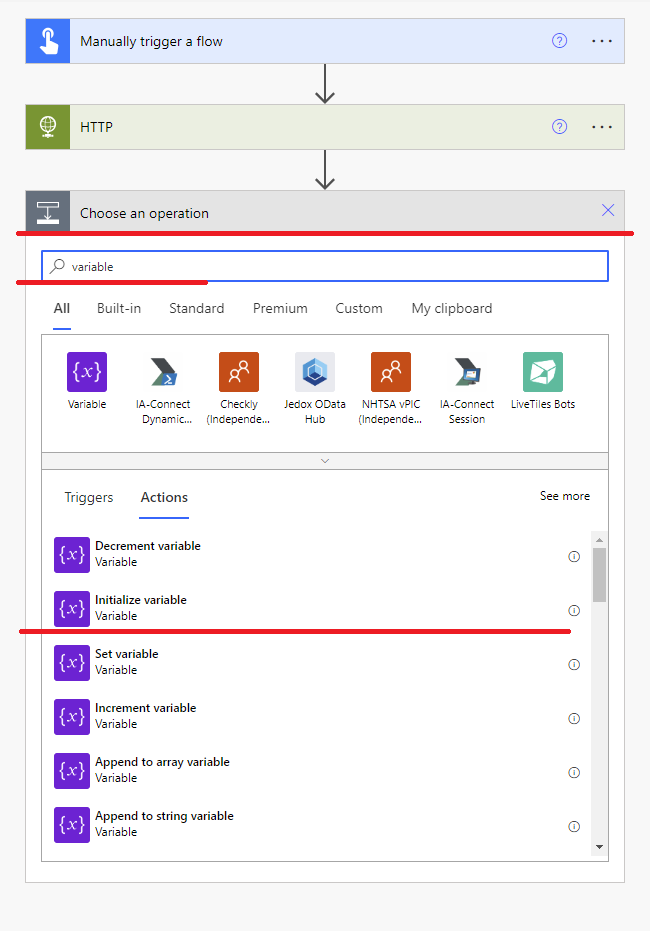 Manually trigger a flow
HTTP
Choose an operation
variable
All Built-in Standard Premium Custom My clipboard
{x}
Variable
IA-Connect
Dynamic...
Checkly
(Independe...
Jedox OData
Hub
NHTSA vPIC
(Independe...
IA-Connect
Session
LiveTiles Bots
Triggers Actions See more
{x} Decrement variable
Variable
{x} Initialize variable
Variable
{x} Set variable
Variable
{x} Increment variable
Variable
{x} Append to array variable
Variable
{x} Append to string variable
Variable